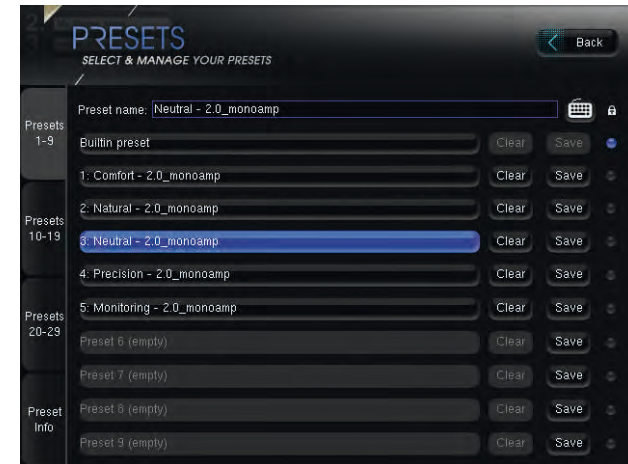 PRESETS
SELECT & MANAGE YOUR PRESETS
Back
Preset name: Neutral - 2.0_monoamp
Presets
1-9
Builtin preset Clear Save
1: Comfort - 2.0_monoamp Clear Save
2: Natural - 2.0_monoamp Clear Save
Presets
10-19
3: Neutral - 2.0_monoamp Clear Save
4: Precision - 2.0_monoamp Clear Save
5: Monitoring - 2.0_monoamp Clear Save
Presets
20-29
Preset 6 (empty) Clear Save
Preset 7 (empty) Clear Save
Preset 8 (empty) Clear Save
Preset
Info
Preset 9 (empty) Clear Save